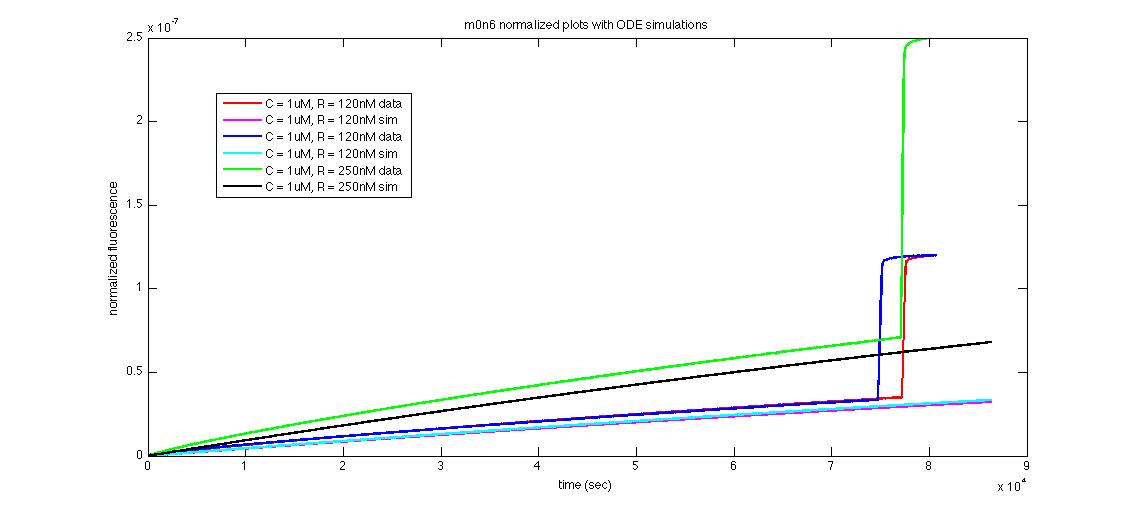 m0n6 normalized plots with ODE simulations
x 10^-7
2.5
2
1.5
1
0.5
0
normalized fluorescence
C = 1uM, R = 120nM data
C = 1uM, R = 120nM sim
C = 1uM, R = 120nM data
C = 1uM, R = 120nM sim
C = 1uM, R = 250nM data
C = 1uM, R = 250nM sim
0 1 2 3 4 5 6 7 8 9
time (sec)
x 10^4